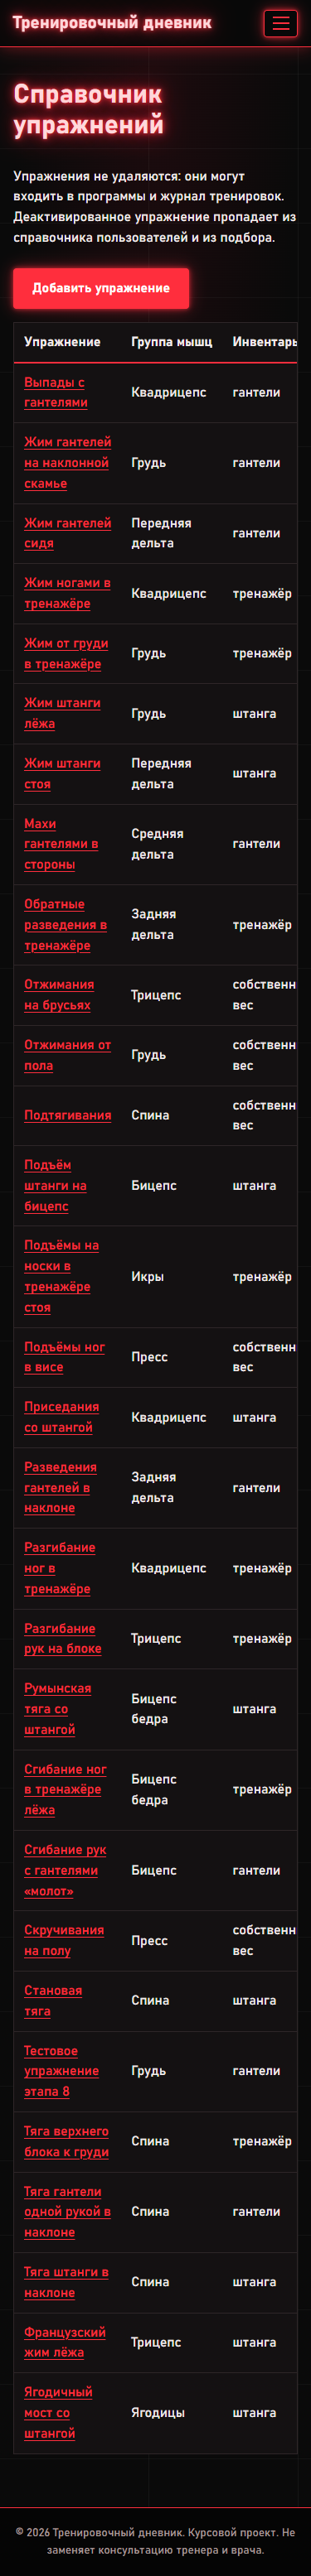 Тренировочный дневник
Справочник
упражнений
Упражнения не удаляются: они могут
входить в программы и журнал тренировок.
Деактивированное упражнение пропадает из
справочника пользователей и из подбора.
Добавить упражнение
Упражнение Группа мышц Инвентарь
Выпады с
гантелями
Квадрицепс гантели
Жим гантелей
на наклонной
скамье
Грудь гантели
Жим гантелей
сидя
Передняя
дельта
гантели
Жим ногами в
тренажёре
Квадрицепс тренажёр
Жим от груди
в тренажёре
Грудь тренажёр
Жим штанги
лёжа
Грудь штанга
Жим штанги
стоя
Передняя
дельта
штанга
Махи
гантелями в
стороны
Средняя
дельта
гантели
Обратные
разведения в
тренажёре
Задняя
дельта
тренажёр
Отжимания
на брусьях
Трицепс
собственн
вес
Отжимания от
пола
Грудь
собственн
вес
Подтягивания
Спина
собственн
вес
Подъём
штанги на
бицепс
Бицепс штанга
Подъёмы на
носки в
тренажёре
стоя
Икры тренажёр
Подъёмы ног
в висе
Пресс
собственн
вес
Приседания
со штангой
Квадрицепс штанга
Разведения
гантелей в
наклоне
Задняя
дельта
гантели
Разгибание
ног в
тренажёре
Квадрицепс тренажёр
Разгибание
рук на блоке
Трицепс тренажёр
Румынская
тяга со
штангой
Бицепс
бедра
штанга
Сгибание ног
в тренажёре
лёжа
Бицепс
бедра
тренажёр
Сгибание рук
с гантелями
«молот»
Бицепс гантели
Скручивания
на полу
Пресс
собственн
вес
Становая
тяга
Спина штанга
Тестовое
упражнение
этапа 8
Грудь гантели
Тяга верхнего
блока к груди
Спина тренажёр
Тяга гантели
одной рукой в
наклоне
Спина гантели
Тяга штанги в
наклоне
Спина штанга
Французский
жим лёжа
Трицепс штанга
Ягодичный
мост со
штангой
Ягодицы штанга
© 2026 Тренировочный дневник. Курсовой проект. Не
заменяет консультацию тренера и врача.